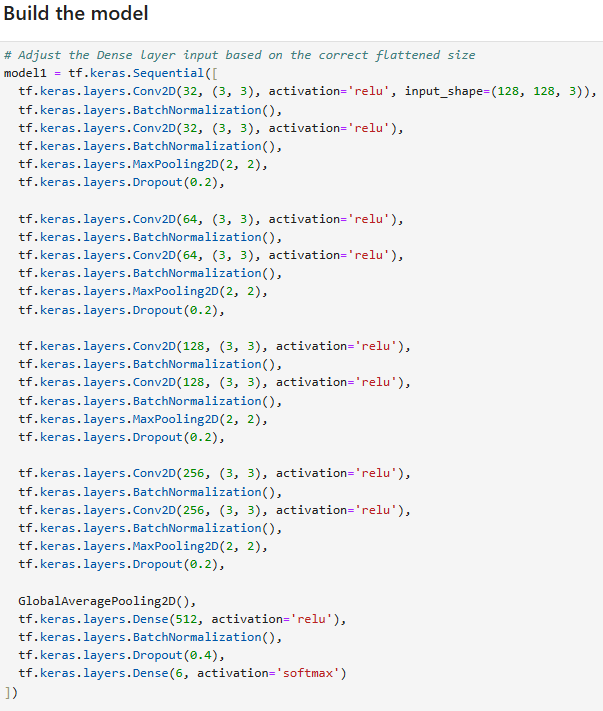 Build the model
# Adjust the Dense layer input based on the correct flattened size
model1 = tf.keras.Sequential([
  tf.keras.layers.Conv2D(32, (3, 3), activation='relu', input_shape=(128, 128, 3)),
  tf.keras.layers.BatchNormalization(),
  tf.keras.layers.Conv2D(32, (3, 3), activation='relu'),
  tf.keras.layers.BatchNormalization(),
  tf.keras.layers.MaxPooling2D(2, 2),
  tf.keras.layers.Dropout(0.2),

  tf.keras.layers.Conv2D(64, (3, 3), activation='relu'),
  tf.keras.layers.BatchNormalization(),
  tf.keras.layers.Conv2D(64, (3, 3), activation='relu'),
  tf.keras.layers.BatchNormalization(),
  tf.keras.layers.MaxPooling2D(2, 2),
  tf.keras.layers.Dropout(0.2),

  tf.keras.layers.Conv2D(128, (3, 3), activation='relu'),
  tf.keras.layers.BatchNormalization(),
  tf.keras.layers.Conv2D(128, (3, 3), activation='relu'),
  tf.keras.layers.BatchNormalization(),
  tf.keras.layers.MaxPooling2D(2, 2),
  tf.keras.layers.Dropout(0.2),

  tf.keras.layers.Conv2D(256, (3, 3), activation='relu'),
  tf.keras.layers.BatchNormalization(),
  tf.keras.layers.Conv2D(256, (3, 3), activation='relu'),
  tf.keras.layers.BatchNormalization(),
  tf.keras.layers.MaxPooling2D(2, 2),
  tf.keras.layers.Dropout(0.2),

  GlobalAveragePooling2D(),
  tf.keras.layers.Dense(512, activation='relu'),
  tf.keras.layers.BatchNormalization(),
  tf.keras.layers.Dropout(0.4),
  tf.keras.layers.Dense(6, activation='softmax')
])